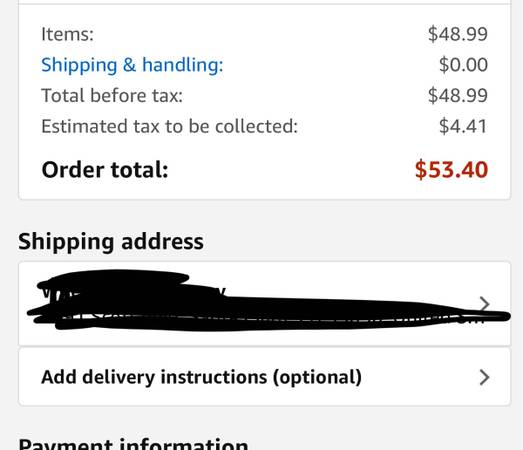 Items: $48.99
Shipping & handling: $0.00
Total before tax: $48.99
Estimated tax to be collected: $4.41
Order total: $53.40
Shipping address
Add delivery instructions (optional)
Payment information